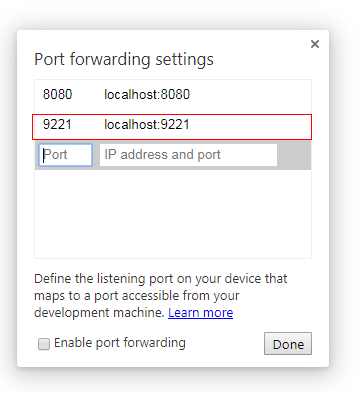 Port forwarding settings
8080 localhost:8080
9221 localhost:9221
Port IP address and port
Define the listening port on your device that
maps to a port accessible from your
development machine. Learn more
Enable port forwarding Done